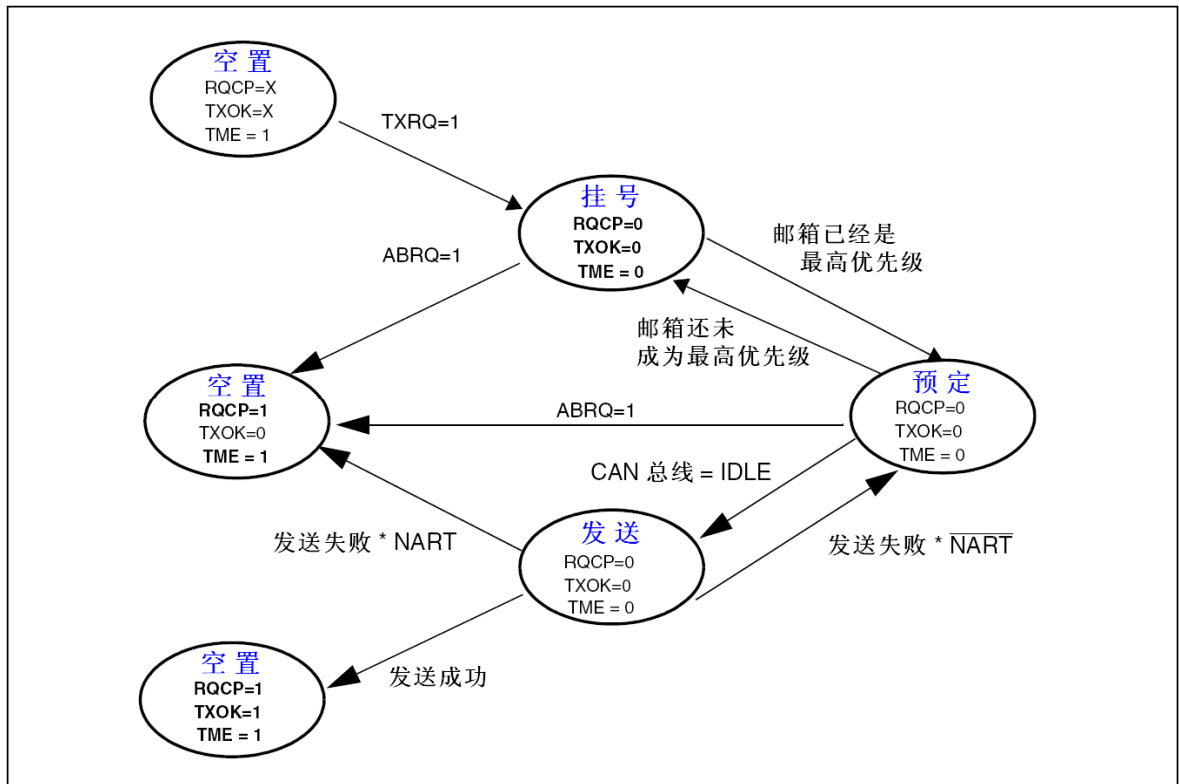 空置
RQCP=X
TXOK=X
TME = 1
TXRQ=1
挂号
RQCP=0
TXOK=0
TME = 0
ABRQ=1
邮箱已经是
最高优先级
邮箱还未
成为最高优先级
空置
RQCP=1
TXOK=0
TME = 1
ABRQ=1
预定
RQCP=0
TXOK=0
TME = 0
CAN 总线 = IDLE
发送失败 * NART
发送
RQCP=0
TXOK=0
TME = 0
发送失败 * N̅A̅R̅T̅
空置
RQCP=1
TXOK=1
TME = 1
发送成功